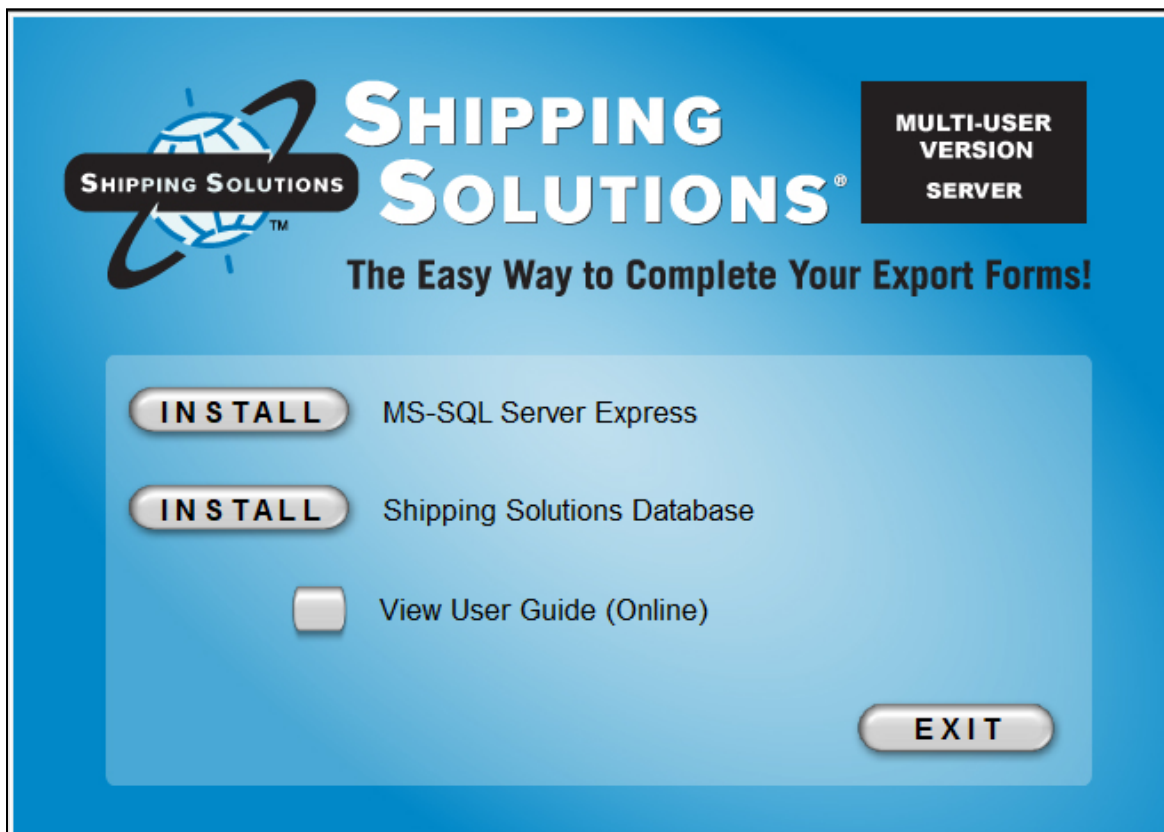 SHIPPING SOLUTIONS
TM
SHIPPING
SOLUTIONS®
MULTI-USER
VERSION
SERVER
The Easy Way to Complete Your Export Forms!
INSTALL MS-SQL Server Express
INSTALL Shipping Solutions Database
View User Guide (Online)
EXIT